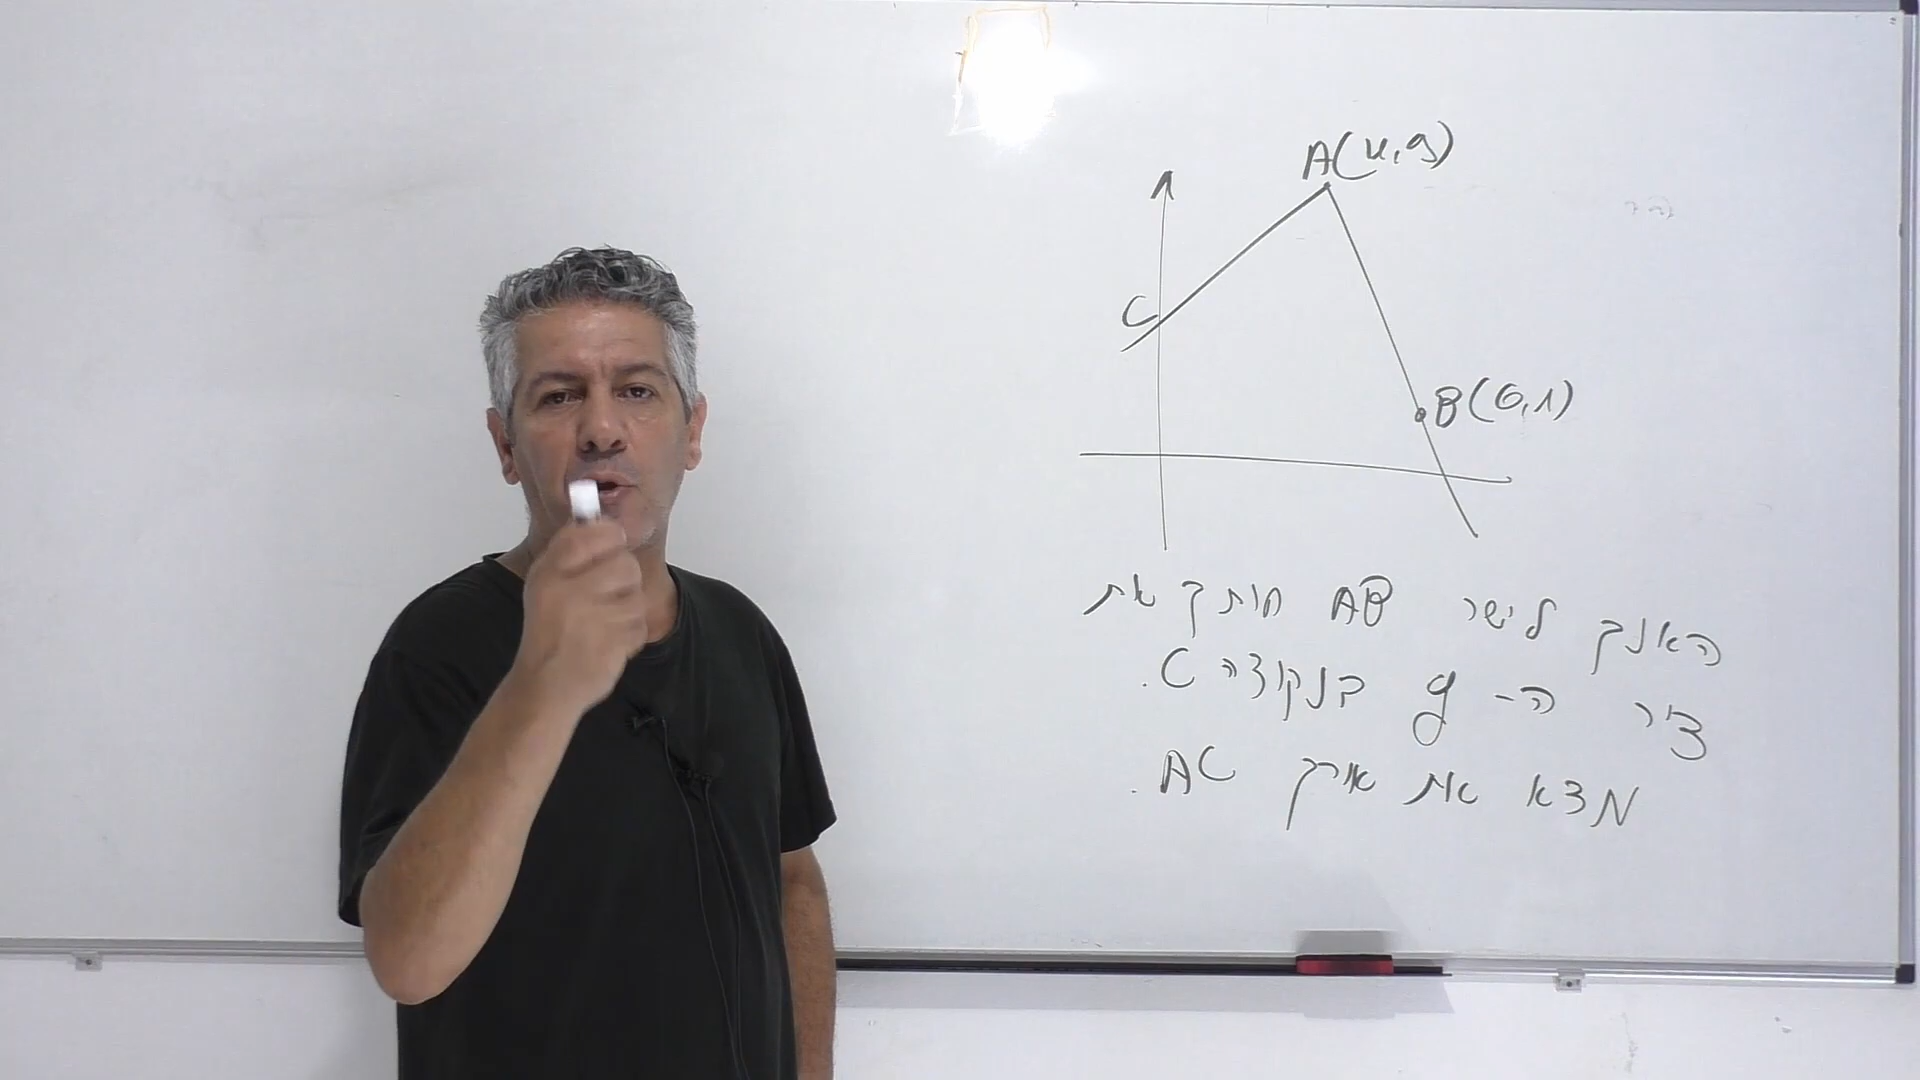 A(4,9)
C
B(6,1)
האנך לישר AB חותך את
ציר ה- y בנקודה C.
מצא את אורך AC.